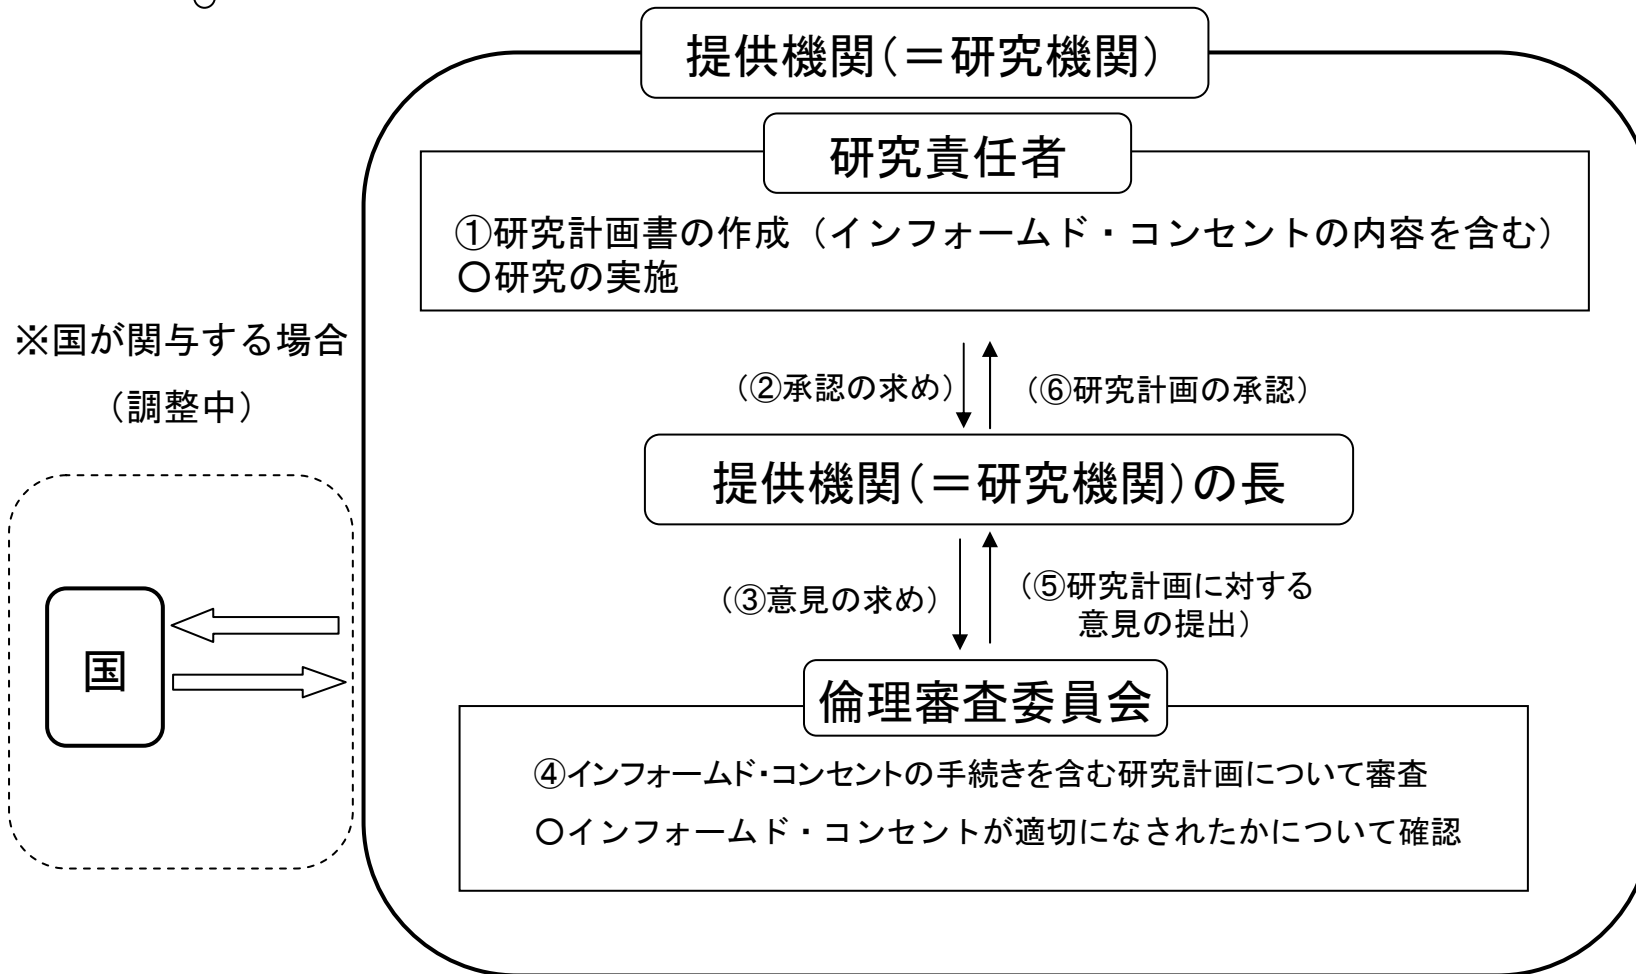 提供機関(＝研究機関)
研究責任者
①研究計画書の作成（インフォームド・コンセントの内容を含む）
〇研究の実施
※国が関与する場合
（調整中）
（②承認の求め）
（⑥研究計画の承認）
提供機関(＝研究機関)の長
（③意見の求め）
（⑤研究計画に対する
意見の提出）
国
倫理審査委員会
④インフォームド・コンセントの手続きを含む研究計画について審査
〇インフォームド・コンセントが適切になされたかについて確認